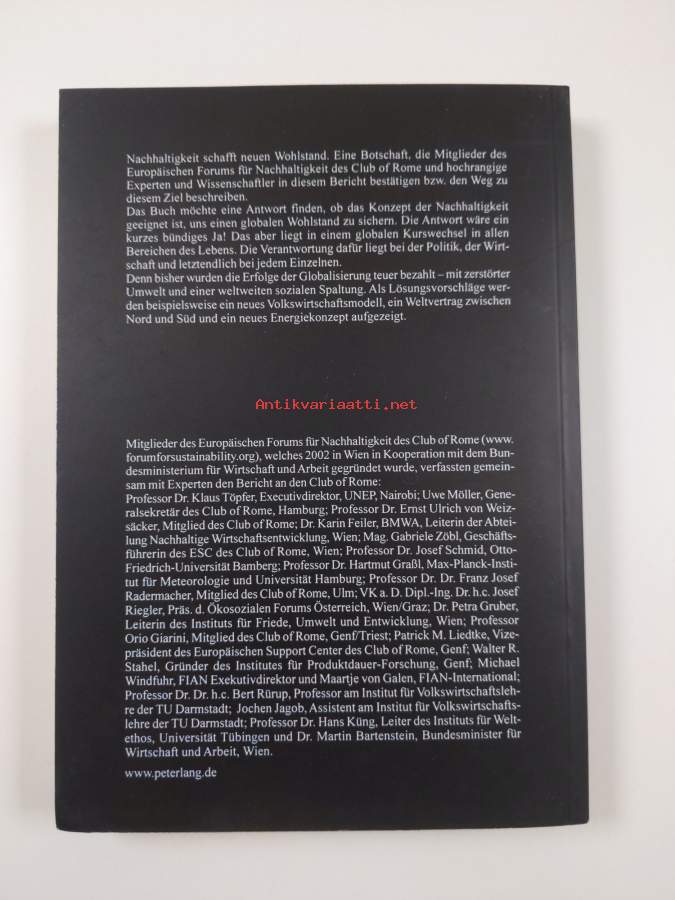 Nachhaltigkeit schafft neuen Wohlstand. Eine Botschaft, die Mitglieder des
Europäischen Forums für Nachhaltigkeit des Club of Rome und hochrangige
Experten und Wissenschaftler in diesem Bericht bestätigen bzw. den Weg zu
diesem Ziel beschreiben.
Das Buch möchte eine Antwort finden, ob das Konzept der Nachhaltigkeit
geeignet ist, uns einen globalen Wohlstand zu sichern. Die Antwort wäre ein
kurzes bündiges Ja! Das aber liegt in einem globalen Kurswechsel in allen
Bereichen des Lebens. Die Verantwortung dafür liegt bei der Politik, der Wirt-
schaft und letztendlich bei jedem Einzelnen.
Denn bisher wurden die Erfolge der Globalisierung teuer bezahlt – mit zerstörter
Umwelt und einer weltweiten sozialen Spaltung. Als Lösungsvorschläge wer-
den beispielsweise ein neues Volkswirtschaftsmodell, ein Weltvertrag zwischen
Nord und Süd und ein neues Energiekonzept aufgezeigt.
Antikvariaatti.net
Mitglieder des Europäischen Forums für Nachhaltigkeit des Club of Rome (www.
forumforsustainability.org), welches 2002 in Wien in Kooperation mit dem Bun-
desministerium für Wirtschaft und Arbeit gegründet wurde, verfassten gemein-
sam mit Experten den Bericht an den Club of Rome:
Professor Dr. Klaus Töpfer, Executivdirektor, UNEP, Nairobi; Uwe Möller, Gene-
ralsekretär des Club of Rome, Hamburg; Professor Dr. Ernst Ulrich von Weiz-
säcker, Mitglied des Club of Rome; Dr. Karin Feiler, BMWA, Leiterin der Abtei-
lung Nachhaltige Wirtschaftsentwicklung, Wien; Mag. Gabriele Zöbl, Geschäfts-
führerin des ESC des Club of Rome, Wien; Professor Dr. Josef Schmid, Otto-
Friedrich-Universität Bamberg; Professor Dr. Hartmut Graßl, Max-Planck-Insti-
tut für Meteorologie und Universität Hamburg; Professor Dr. Dr. Franz Josef
Radermacher, Mitglied des Club of Rome, Ulm; VK a. D. Dipl.-Ing. Dr. h.c. Josef
Riegler, Präs. d. Ökosozialen Forums Österreich, Wien/Graz; Dr. Petra Gruber,
Leiterin des Instituts für Friede, Umwelt und Entwicklung, Wien; Professor
Orio Giarini, Mitglied des Club of Rome, Genf/Triest; Patrick M. Liedtke, Vize-
präsident des Europäischen Support Center des Club of Rome, Genf; Walter R.
Stahel, Gründer des Institutes für Produktdauer-Forschung, Genf; Michael
Windfuhr, FIAN Exekutivdirektor und Maartje von Galen, FIAN-International;
Professor Dr. Dr. h.c. Bert Rürup, Professor am Institut für Volkswirtschaftsleh-
re der TU Darmstadt; Jochen Jagob, Assistent am Institut für Volkswirtschafts-
lehre der TU Darmstadt; Professor Dr. Hans Küng, Leiter des Instituts für Welt-
ethos, Universität Tübingen und Dr. Martin Bartenstein, Bundesminister für
Wirtschaft und Arbeit, Wien.
www.peterlang.de